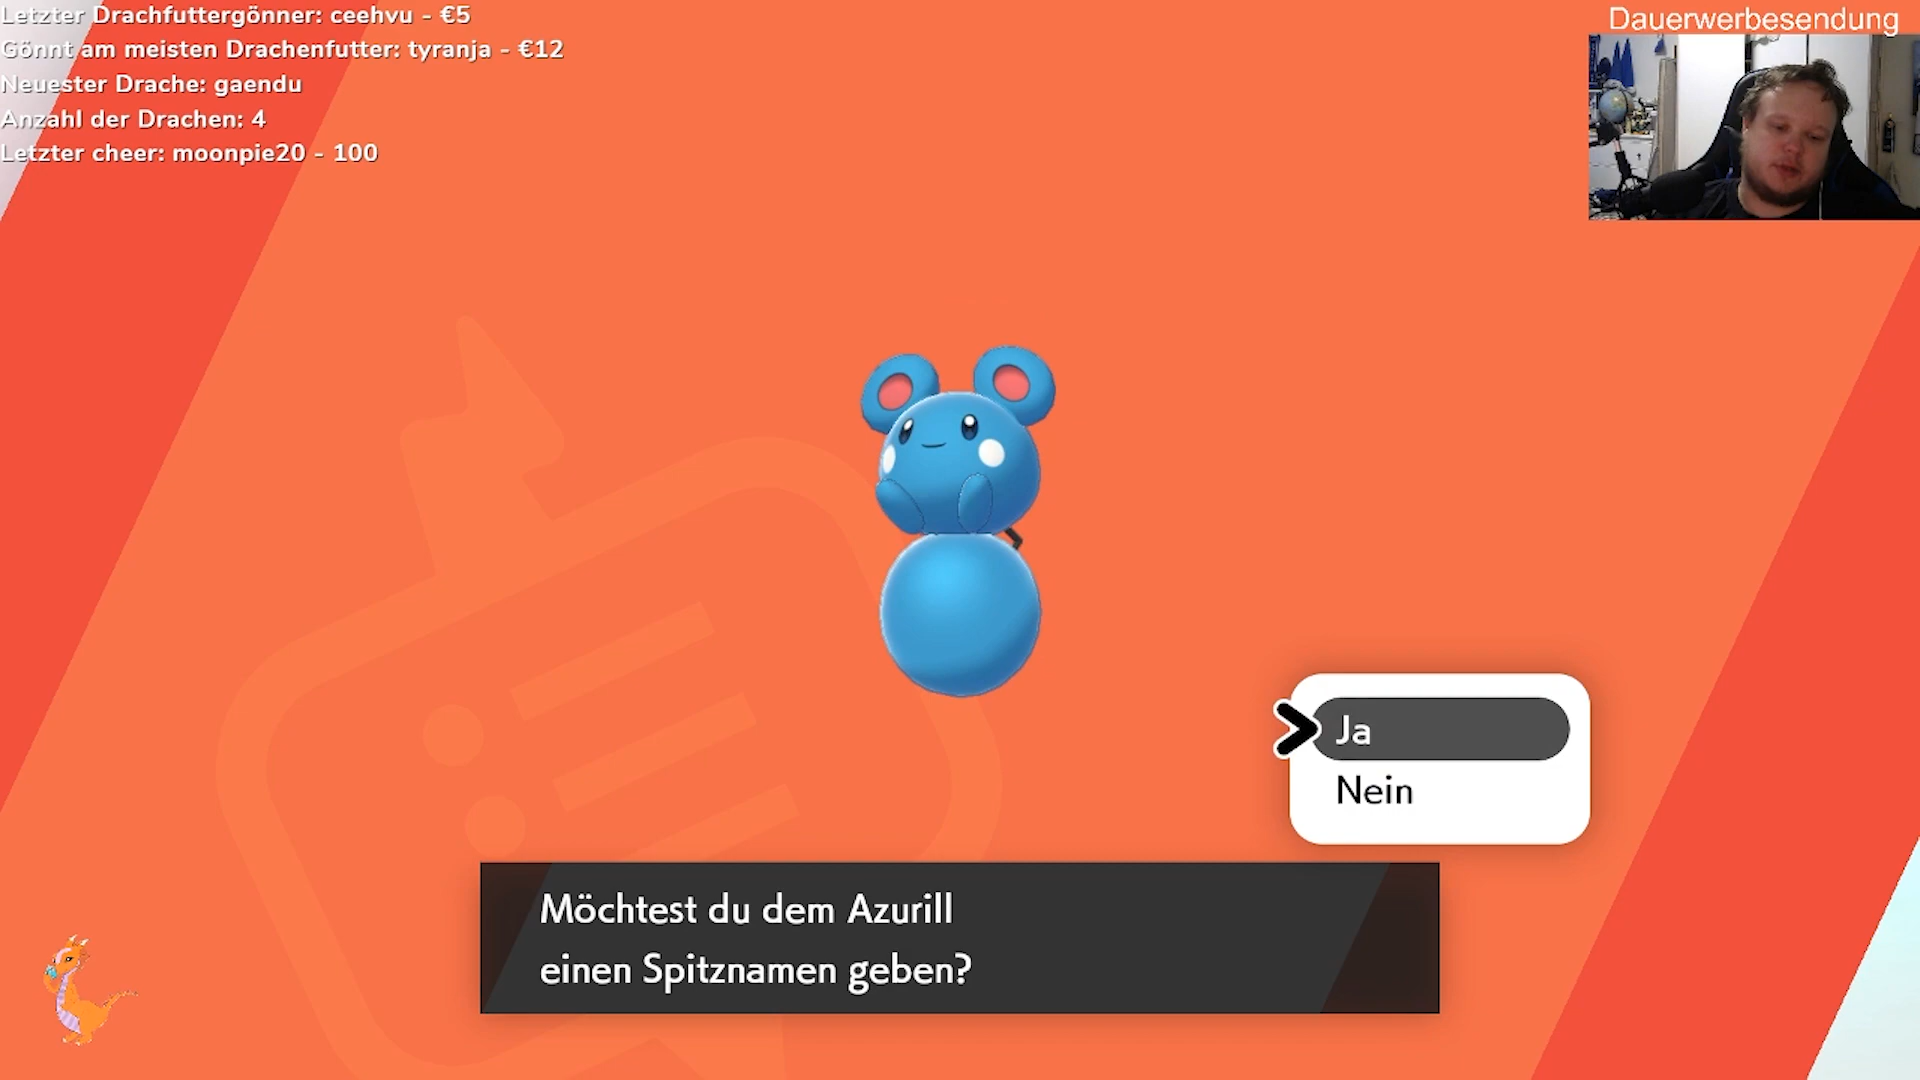 Letzter Drachfuttergönner: ceehvu - €5
Gönnt am meisten Drachenfutter: tyranja - €12
Neuester Drache: gaendu
Anzahl der Drachen: 4
Letzter cheer: moonpie20 - 100
Dauerwerbesendung
Ja
Nein
Möchtest du dem Azurill
einen Spitznamen geben?